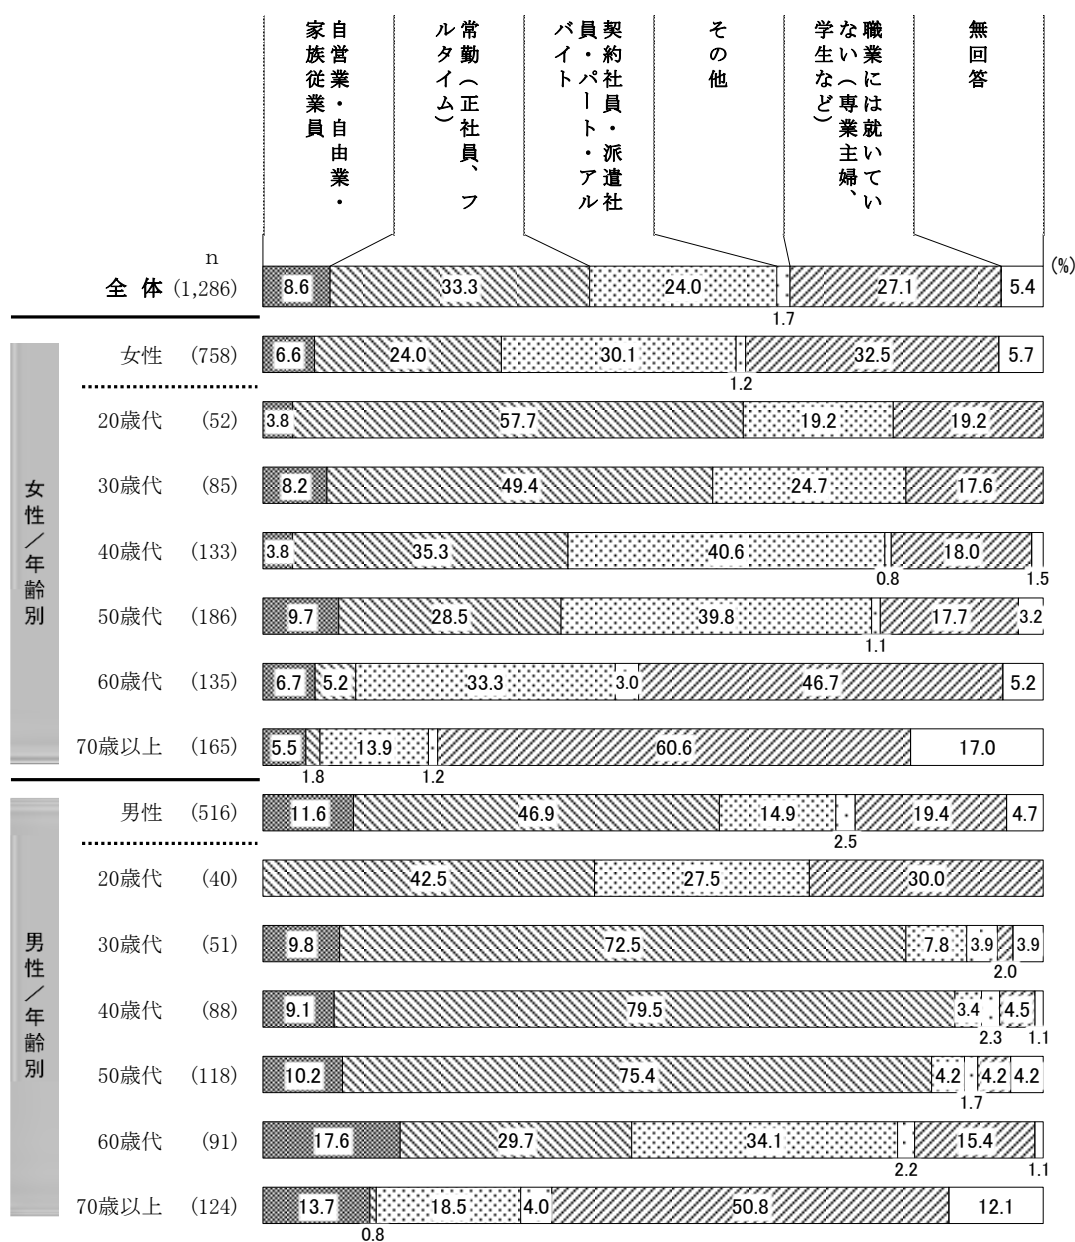 自営業・自由業・
家族従業員
常勤(正社員、フ
ルタイム)
契約社員・派遣社
員・パート・アル
バイト
その他
職業には就いてい
ない(専業主婦、
学生など)
無回答
n
(%)
全 体 (1,286) 8.6 33.3 24.0 1.7 27.1 5.4
女性/年齢別
女性 (758) 6.6 24.0 30.1 1.2 32.5 5.7
20歳代 (52) 3.8 57.7 19.2 19.2
30歳代 (85) 8.2 49.4 24.7 17.6
40歳代 (133) 3.8 35.3 40.6 0.8 18.0 1.5
50歳代 (186) 9.7 28.5 39.8 1.1 17.7 3.2
60歳代 (135) 6.7 5.2 33.3 3.0 46.7 5.2
70歳以上 (165) 5.5 1.8 13.9 1.2 60.6 17.0
男性/年齢別
男性 (516) 11.6 46.9 14.9 2.5 19.4 4.7
20歳代 (40) 42.5 27.5 30.0
30歳代 (51) 9.8 72.5 7.8 3.9 2.0 3.9
40歳代 (88) 9.1 79.5 3.4 2.3 4.5 1.1
50歳代 (118) 10.2 75.4 4.2 1.7 4.2 4.2
60歳代 (91) 17.6 29.7 34.1 2.2 15.4 1.1
70歳以上 (124) 13.7 0.8 18.5 4.0 50.8 12.1